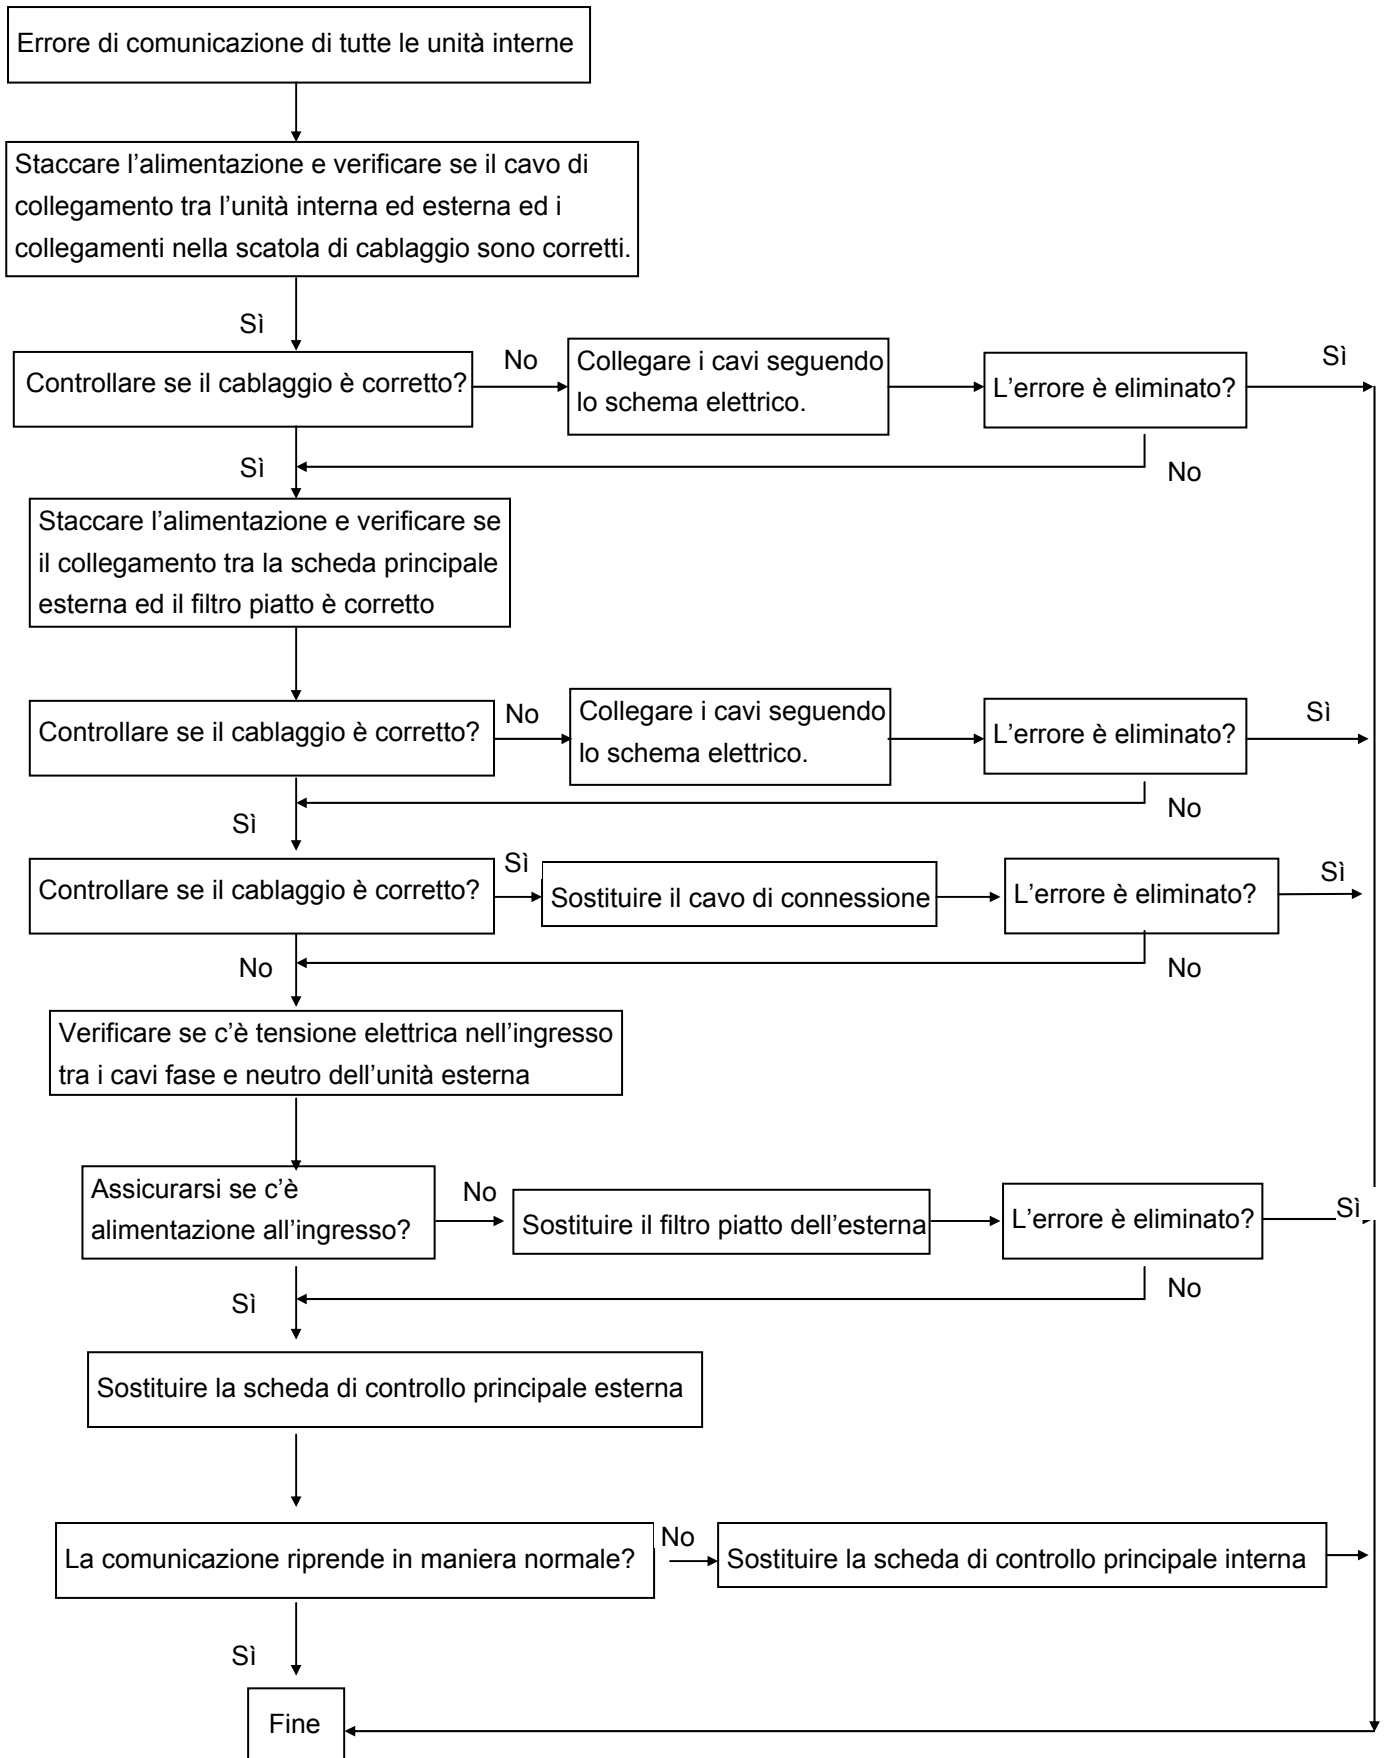 Errore di comunicazione di tutte le unità interne
Staccare l’alimentazione e verificare se il cavo di
collegamento tra l’unità interna ed esterna ed i
collegamenti nella scatola di cablaggio sono corretti.
Sì
Controllare se il cablaggio è corretto?
No
Collegare i cavi seguendo
lo schema elettrico.
L’errore è eliminato?
Sì
Sì
No
Staccare l’alimentazione e verificare se
il collegamento tra la scheda principale
esterna ed il filtro piatto è corretto
Controllare se il cablaggio è corretto?
No
Collegare i cavi seguendo
lo schema elettrico.
L’errore è eliminato?
Sì
Sì
No
Controllare se il cablaggio è corretto?
Sì
Sostituire il cavo di connessione
L’errore è eliminato?
Sì
No
No
Verificare se c’è tensione elettrica nell’ingresso
tra i cavi fase e neutro dell’unità esterna
Assicurarsi se c’è
alimentazione all’ingresso?
No
Sostituire il filtro piatto dell’esterna
L’errore è eliminato?
Sì
Sì
No
Sostituire la scheda di controllo principale esterna
La comunicazione riprende in maniera normale?
No
Sostituire la scheda di controllo principale interna
Sì
Fine